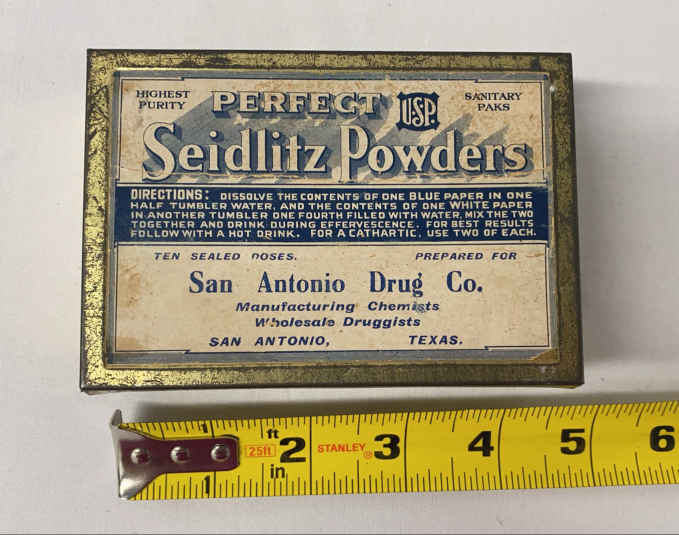 HIGHEST PURITY
PERFECT
U.S.P.
SANITARY PAKS
Seidlitz Powders
DIRECTIONS: DISSOLVE THE CONTENTS OF ONE BLUE PAPER IN ONE
HALF TUMBLER WATER, AND THE CONTENTS OF ONE WHITE PAPER
IN ANOTHER TUMBLER ONE FOURTH FILLED WITH WATER, MIX THE TWO
TOGETHER AND DRINK DURING EFFERVESCENCE. FOR BEST RESULTS
FOLLOW WITH A HOT DRINK. FOR A CATHARTIC, USE TWO OF EACH.
TEN SEALED DOSES. PREPARED FOR
San Antonio Drug Co.
Manufacturing Chemists
Wholesale Druggists
SAN ANTONIO, TEXAS.
1 ft 25ft 2 STANLEY® 3 4 5 6
1 in